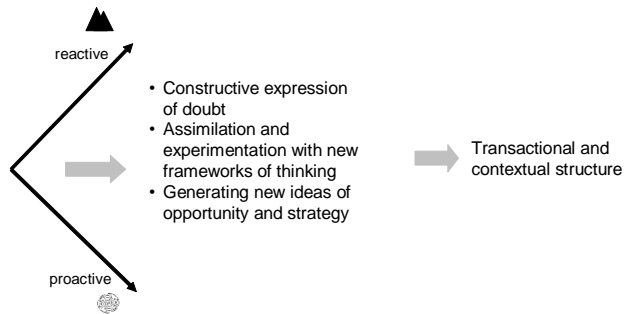 reactive
• Constructive expression
of doubt
• Assimilation and
experimentation with new
frameworks of thinking
• Generating new ideas of
opportunity and strategy
Transactional and
contextual structure
proactive